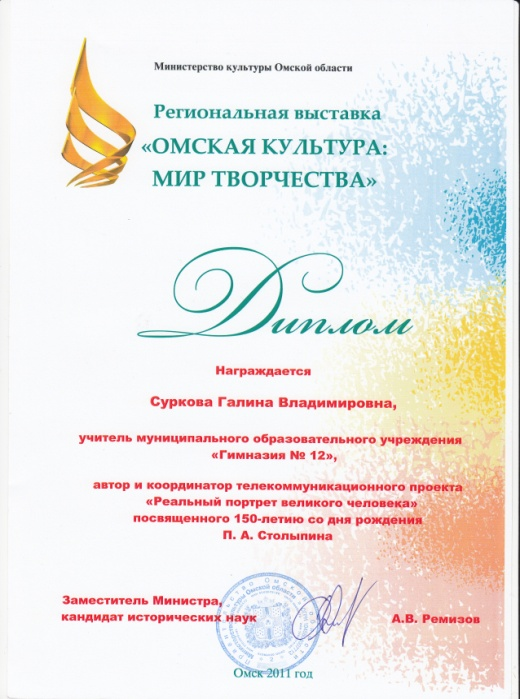 Министерство культуры Омской области
Региональная выставка
«ОМСКАЯ КУЛЬТУРА:
МИР ТВОРЧЕСТВА»
Диплом
Награждается
Суркова Галина Владимировна,
учитель муниципального образовательного учреждения
«Гимназия № 12»,
автор и координатор телекоммуникационного проекта
«Реальный портрет великого человека»
посвященного 150-летию со дня рождения
П. А. Столыпина
Заместитель Министра,
кандидат исторических наук
А.В. Ремизов
Омск 2011 год